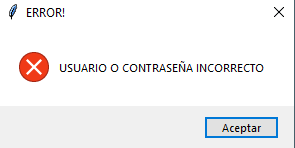 ERROR!
USUARIO O CONTRASEÑA INCORRECTO
Aceptar